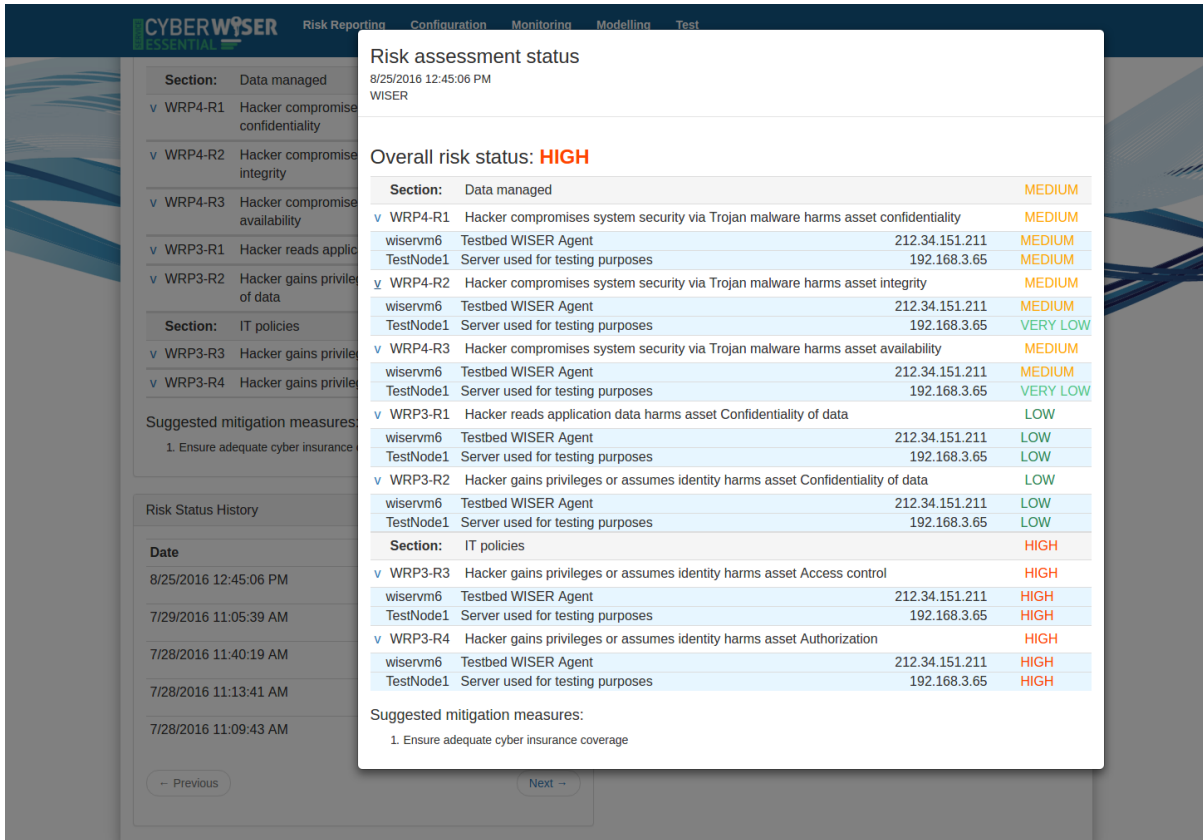 CYBERWISER
ESSENTIAL
Risk Reporting Configuration Monitoring Modelling Test
Section: Data managed
v WRP4-R1 Hacker compromise
confidentiality
v WRP4-R2 Hacker compromise
integrity
v WRP4-R3 Hacker compromise
availability
v WRP3-R1 Hacker reads applic
v WRP3-R2 Hacker gains privileg
of data
Section: IT policies
v WRP3-R3 Hacker gains privileg
v WRP3-R4 Hacker gains privileg
Suggested mitigation measures:
1. Ensure adequate cyber insurance
Risk Status History
Date
8/25/2016 12:45:06 PM
7/29/2016 11:05:39 AM
7/28/2016 11:40:19 AM
7/28/2016 11:13:41 AM
7/28/2016 11:09:43 AM
← Previous Next →
Risk assessment status
8/25/2016 12:45:06 PM
WISER
Overall risk status: HIGH
Section: Data managed MEDIUM
v WRP4-R1 Hacker compromises system security via Trojan malware harms asset confidentiality MEDIUM
wiservm6 Testbed WISER Agent 212.34.151.211 MEDIUM
TestNode1 Server used for testing purposes 192.168.3.65 MEDIUM
v WRP4-R2 Hacker compromises system security via Trojan malware harms asset integrity MEDIUM
wiservm6 Testbed WISER Agent 212.34.151.211 MEDIUM
TestNode1 Server used for testing purposes 192.168.3.65 VERY LOW
v WRP4-R3 Hacker compromises system security via Trojan malware harms asset availability MEDIUM
wiservm6 Testbed WISER Agent 212.34.151.211 MEDIUM
TestNode1 Server used for testing purposes 192.168.3.65 VERY LOW
v WRP3-R1 Hacker reads application data harms asset Confidentiality of data LOW
wiservm6 Testbed WISER Agent 212.34.151.211 LOW
TestNode1 Server used for testing purposes 192.168.3.65 LOW
v WRP3-R2 Hacker gains privileges or assumes identity harms asset Confidentiality of data LOW
wiservm6 Testbed WISER Agent 212.34.151.211 LOW
TestNode1 Server used for testing purposes 192.168.3.65 LOW
Section: IT policies HIGH
v WRP3-R3 Hacker gains privileges or assumes identity harms asset Access control HIGH
wiservm6 Testbed WISER Agent 212.34.151.211 HIGH
TestNode1 Server used for testing purposes 192.168.3.65 HIGH
v WRP3-R4 Hacker gains privileges or assumes identity harms asset Authorization HIGH
wiservm6 Testbed WISER Agent 212.34.151.211 HIGH
TestNode1 Server used for testing purposes 192.168.3.65 HIGH
Suggested mitigation measures:
1. Ensure adequate cyber insurance coverage